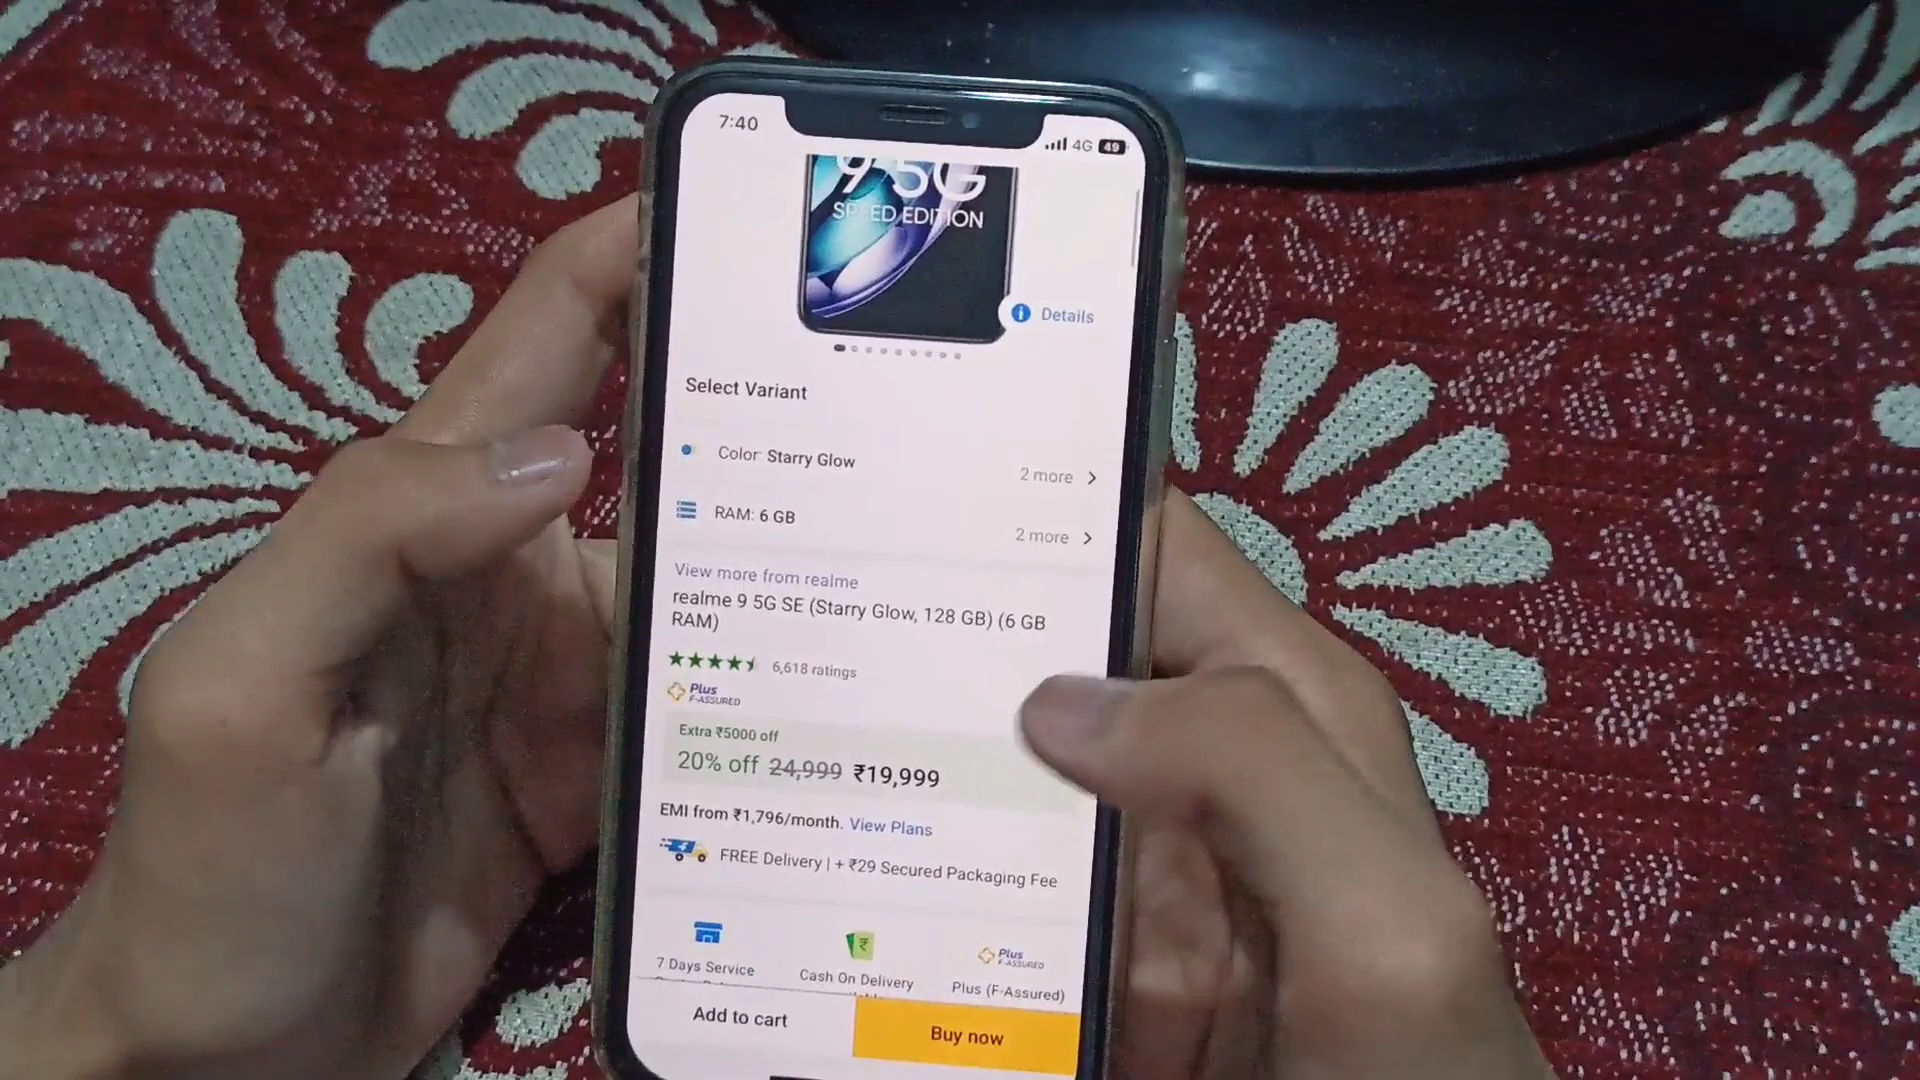 7:40
4G 49
9 5G
SPEED EDITION
Details
Select Variant
Color: Starry Glow
2 more
RAM: 6 GB
2 more
View more from realme
realme 9 5G SE (Starry Glow, 128 GB) (6 GB
RAM)
6,618 ratings
Plus
F-ASSURED
Extra ₹5000 off
20% off 24,999 ₹19,999
EMI from ₹1,796/month. View Plans
FREE Delivery | + ₹29 Secured Packaging Fee
₹
Plus
F-ASSURED
7 Days Service
Cash On Delivery
Plus (F-Assured)
Add to cart
Buy now